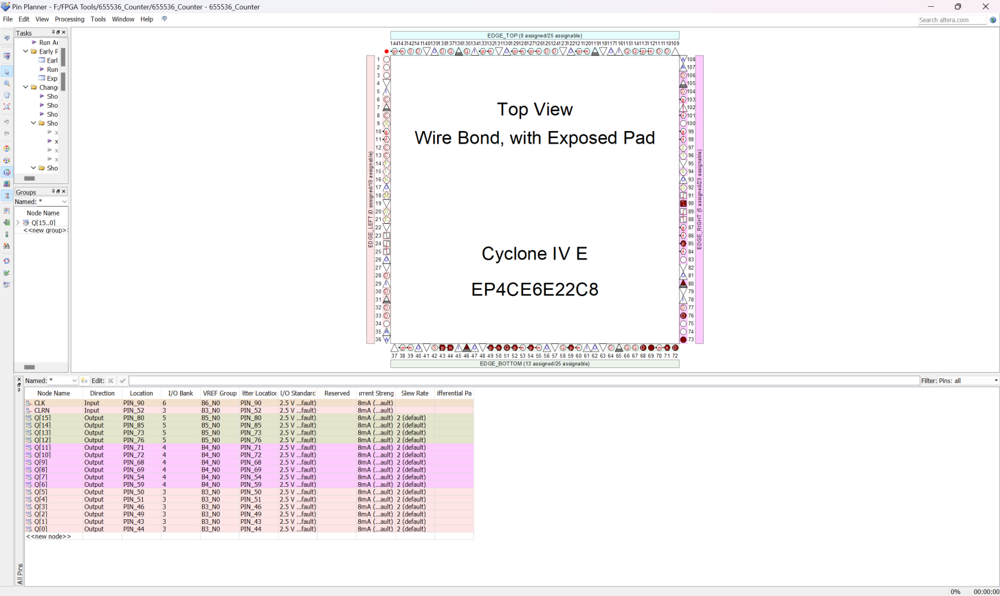 Pin Planner - F:/FPGA Tools/655536_Counter/655536_Counter - 655536_Counter
File Edit View Processing Tools Window Help
Search altera.com
Tasks
Run Ar
Early P
Earl
Run
Exp
Chang
Sho
Sho
Sho
Sho
x
x
x
x
Sho
Groups
Named: *
Node Name
Q[15..0]
<<new group>>
EDGE_TOP (0 assigned/25 assignable)
EDGE_LEFT (0 assigned/19 assignable)
1
2
3
4
5
6
7
8
9
10
11
12
13
14
15
16
17
18
19
20
21
22
23
24
25
26
27
28
29
30
31
32
33
34
35
36
Top View
Wire Bond, with Exposed Pad
Cyclone IV E
EP4CE6E22C8
108
107
106
105
104
103
102
101
100
99
98
97
96
95
94
93
92
91
90
89
88
87
86
85
84
83
82
81
80
79
78
77
76
75
74
73
EDGE_RIGHT (5 assigned/23 assignable)
37 38 39 40 41 42 43 44 45 46 47 48 49 50 51 52 53 54 55 56 57 58 59 60 61 62 63 64 65 66 67 68 69 70 71 72
EDGE_BOTTOM (13 assigned/25 assignable)
Named: * Edit: Filter: Pins: all
Node Name Direction Location I/O Bank VREF Group itter Location I/O Standard Reserved urrent Streng Slew Rate ifferential Pa
CLK Input PIN_90 6 B6_N0 PIN_90 2.5 V ...fault) 8mA (...ault)
CLRN Input PIN_52 3 B3_N0 PIN_52 2.5 V ...fault) 8mA (...ault)
Q[15] Output PIN_80 5 B5_N0 PIN_80 2.5 V ...fault) 8mA (...ault) 2 (default)
Q[14] Output PIN_85 5 B5_N0 PIN_85 2.5 V ...fault) 8mA (...ault) 2 (default)
Q[13] Output PIN_73 5 B5_N0 PIN_73 2.5 V ...fault) 8mA (...ault) 2 (default)
Q[12] Output PIN_76 5 B5_N0 PIN_76 2.5 V ...fault) 8mA (...ault) 2 (default)
Q[11] Output PIN_71 4 B4_N0 PIN_71 2.5 V ...fault) 8mA (...ault) 2 (default)
Q[10] Output PIN_72 4 B4_N0 PIN_72 2.5 V ...fault) 8mA (...ault) 2 (default)
Q[9] Output PIN_68 4 B4_N0 PIN_68 2.5 V ...fault) 8mA (...ault) 2 (default)
Q[8] Output PIN_69 4 B4_N0 PIN_69 2.5 V ...fault) 8mA (...ault) 2 (default)
Q[7] Output PIN_54 4 B4_N0 PIN_54 2.5 V ...fault) 8mA (...ault) 2 (default)
Q[6] Output PIN_59 4 B4_N0 PIN_59 2.5 V ...fault) 8mA (...ault) 2 (default)
Q[5] Output PIN_50 3 B3_N0 PIN_50 2.5 V ...fault) 8mA (...ault) 2 (default)
Q[4] Output PIN_51 3 B3_N0 PIN_51 2.5 V ...fault) 8mA (...ault) 2 (default)
Q[3] Output PIN_46 3 B3_N0 PIN_46 2.5 V ...fault) 8mA (...ault) 2 (default)
Q[2] Output PIN_49 3 B3_N0 PIN_49 2.5 V ...fault) 8mA (...ault) 2 (default)
Q[1] Output PIN_43 3 B3_N0 PIN_43 2.5 V ...fault) 8mA (...ault) 2 (default)
Q[0] Output PIN_44 3 B3_N0 PIN_44 2.5 V ...fault) 8mA (...ault) 2 (default)
<<new node>>
All Pins
0% 00:00:00